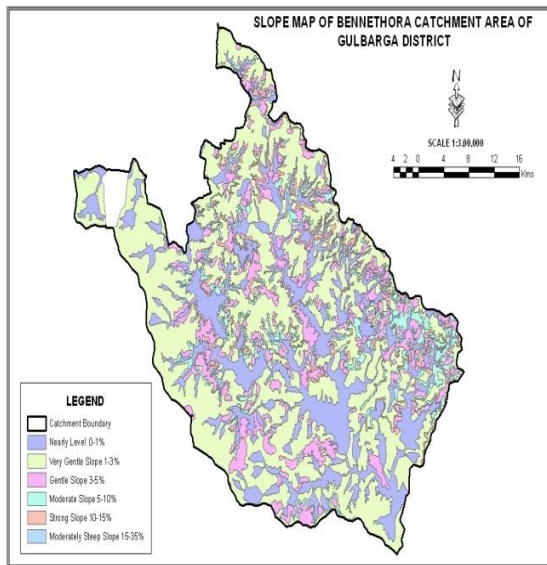 SLOPE MAP OF BENNETHORA CATCHMENT AREA OF
GULBARGA DISTRICT
N
SCALE 1:3,00,000
4 2 0 4 8 12 16
Kms
LEGEND
Catchment Boundary
Nearly Level 0-1%
Very Gentle Slope 1-3%
Gentle Slope 3-5%
Moderate Slope 5-10%
Strong Slope 10-15%
Moderately Steep Slope 15-35%